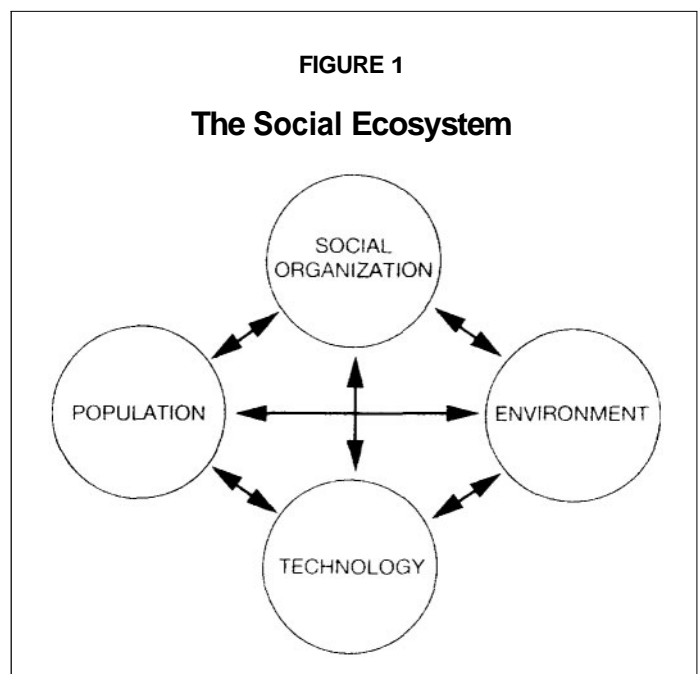 FIGURE 1
The Social Ecosystem
SOCIAL
ORGANIZATION
POPULATION
ENVIRONMENT
TECHNOLOGY